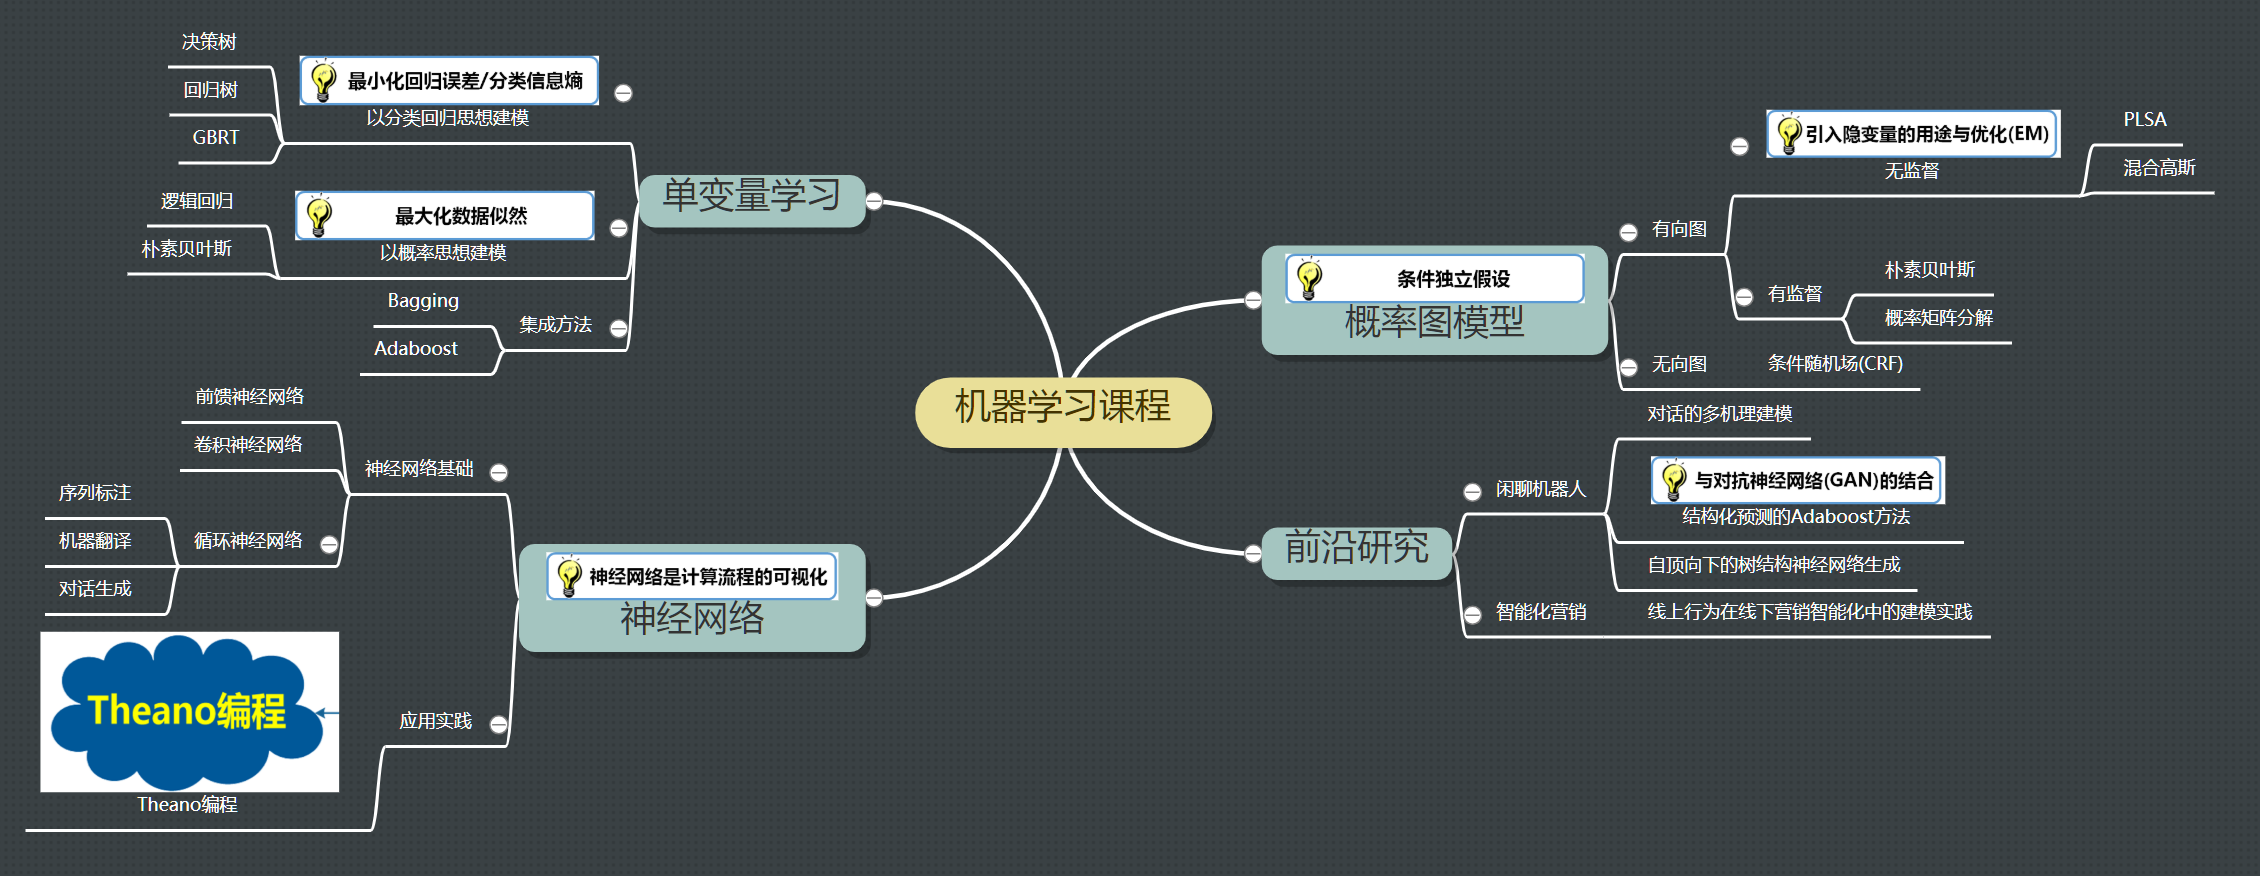 机器学习课程
单变量学习
最小化回归误差/分类信息熵
以分类回归思想建模
决策树
回归树
GBRT
最大化数据似然
以概率思想建模
逻辑回归
朴素贝叶斯
集成方法
Bagging
Adaboost
神经网络是计算流程的可视化
神经网络
神经网络基础
前馈神经网络
卷积神经网络
循环神经网络
序列标注
机器翻译
对话生成
应用实践
Theano编程
Theano编程
条件独立假设
概率图模型
有向图
引入隐变量的用途与优化(EM)
无监督
PLSA
混合高斯
有监督
朴素贝叶斯
概率矩阵分解
无向图
条件随机场(CRF)
前沿研究
闲聊机器人
对话的多机理建模
与对抗神经网络(GAN)的结合
结构化预测的Adaboost方法
自顶向下的树结构神经网络生成
智能化营销
线上行为在线下营销智能化中的建模实践